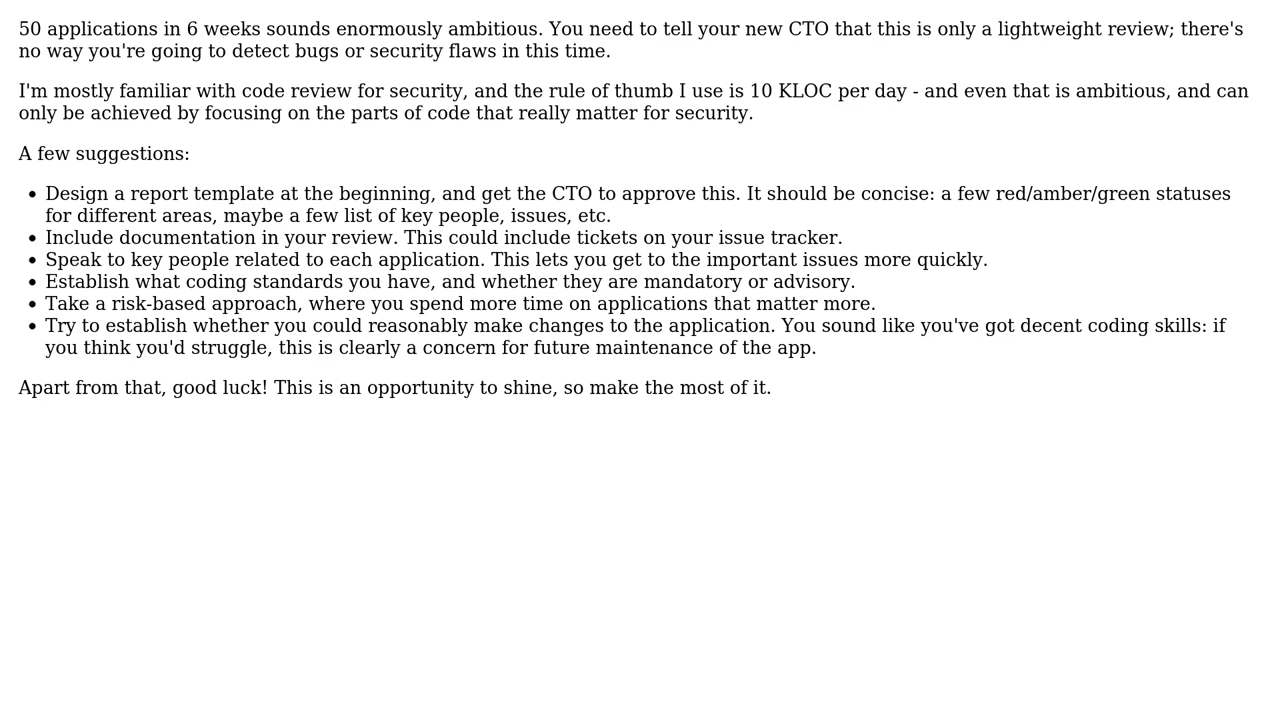 50 applications in 6 weeks sounds enormously ambitious. You need to tell your new CTO that this is only a lightweight review; there's
no way you're going to detect bugs or security flaws in this time.
I'm mostly familiar with code review for security, and the rule of thumb I use is 10 KLOC per day - and even that is ambitious, and can
only be achieved by focusing on the parts of code that really matter for security.
A few suggestions:
• Design a report template at the beginning, and get the CTO to approve this. It should be concise: a few red/amber/green statuses
for different areas, maybe a few list of key people, issues, etc.
• Include documentation in your review. This could include tickets on your issue tracker.
• Speak to key people related to each application. This lets you get to the important issues more quickly.
• Establish what coding standards you have, and whether they are mandatory or advisory.
• Take a risk-based approach, where you spend more time on applications that matter more.
• Try to establish whether you could reasonably make changes to the application. You sound like you've got decent coding skills: if
you think you'd struggle, this is clearly a concern for future maintenance of the app.
Apart from that, good luck! This is an opportunity to shine, so make the most of it.